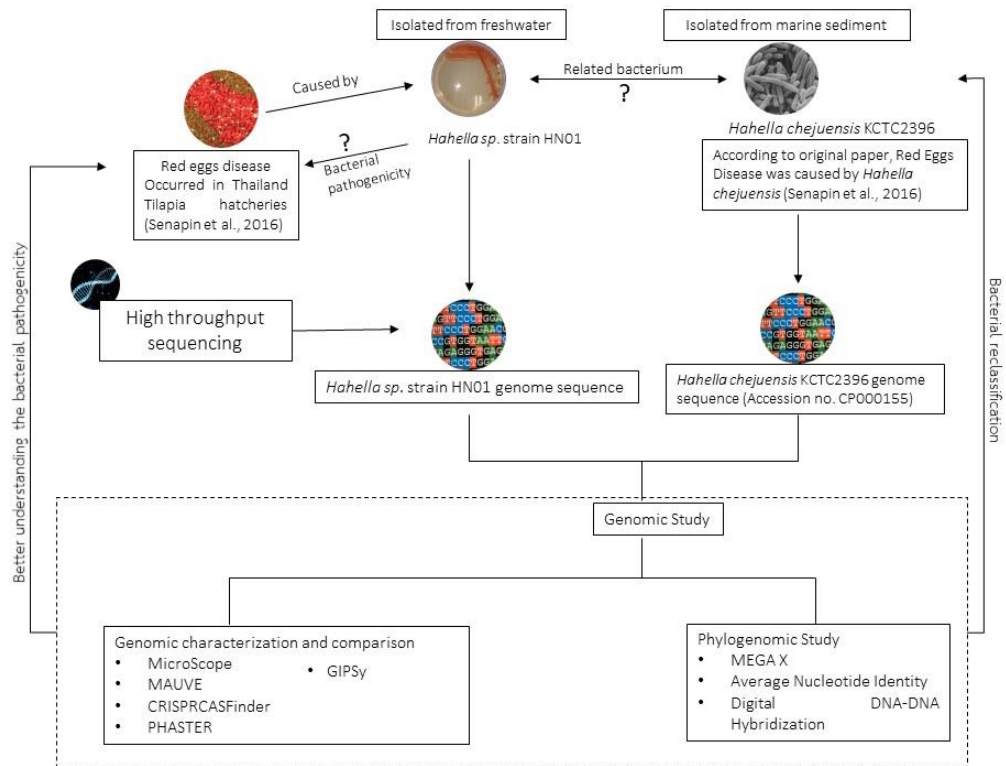 Isolated from freshwater
Isolated from marine sediment
Caused by
Related bacterium
?
Hahella sp. strain HN01
Hahella chejuensis KCTC2396
?
Bacterial pathogenicity
Red eggs disease
Occurred in Thailand
Tilapia hatcheries
(Senapin et al., 2016)
According to original paper, Red Eggs
Disease was caused by Hahella
chejuensis (Senapin et al., 2016)
High throughput
sequencing
Hahella sp. strain HN01 genome sequence
Hahella chejuensis KCTC2396 genome
sequence (Accession no. CP000155)
Better understanding the bacterial pathogenicity
Bacterial reclassification
Genomic Study
Genomic characterization and comparison
• MicroScope
• MAUVE
• CRISPRCASFinder
• PHASTER
• GIPSy
Phylogenomic Study
• MEGA X
• Average Nucleotide Identity
• Digital DNA-DNA
Hybridization